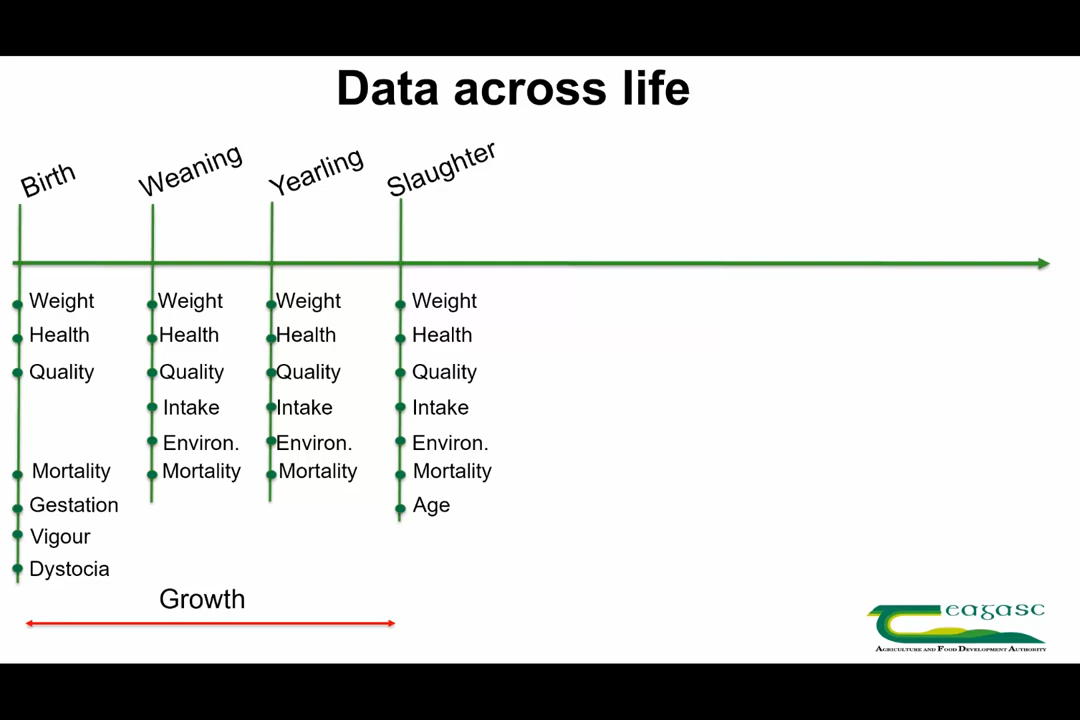 Data across life
Birth Weaning Yearling Slaughter
Weight Weight Weight Weight
Health Health Health Health
Quality Quality Quality Quality
Intake Intake Intake
Environ. Environ. Environ.
Mortality Mortality Mortality Mortality
Gestation Age
Vigour
Dystocia
Growth
eagasc
AGRICULTURE AND FOOD DEVELOPMENT AUTHORITY